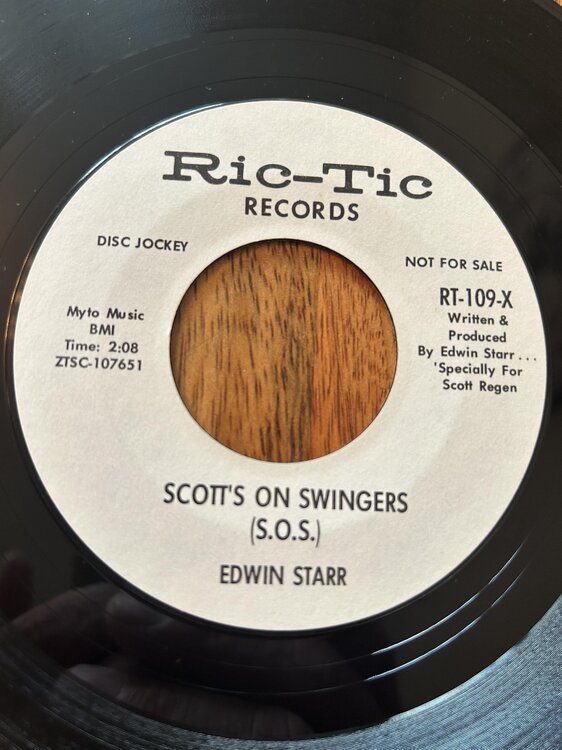 Ric-Tic
RECORDS
DISC JOCKEY
NOT FOR SALE
Myto Music
BMI
Time: 2:08
ZTSC-107651
RT-109-X
Written &
Produced
By Edwin Starr...
'Specially For
Scott Regen
SCOTT'S ON SWINGERS
(S.O.S.)
EDWIN STARR